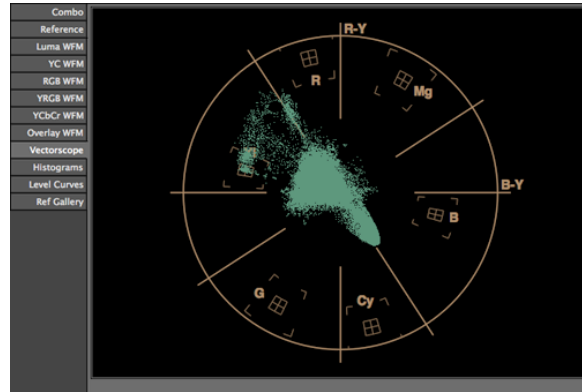 Combo
Reference
Luma WFM
YC WFM
RGB WFM
YRGB WFM
YCbCr WFM
Overlay WFM
Vectorscope
Histograms
Level Curves
Ref Gallery
R-Y
R
Mg
B-Y
B
G
Cy